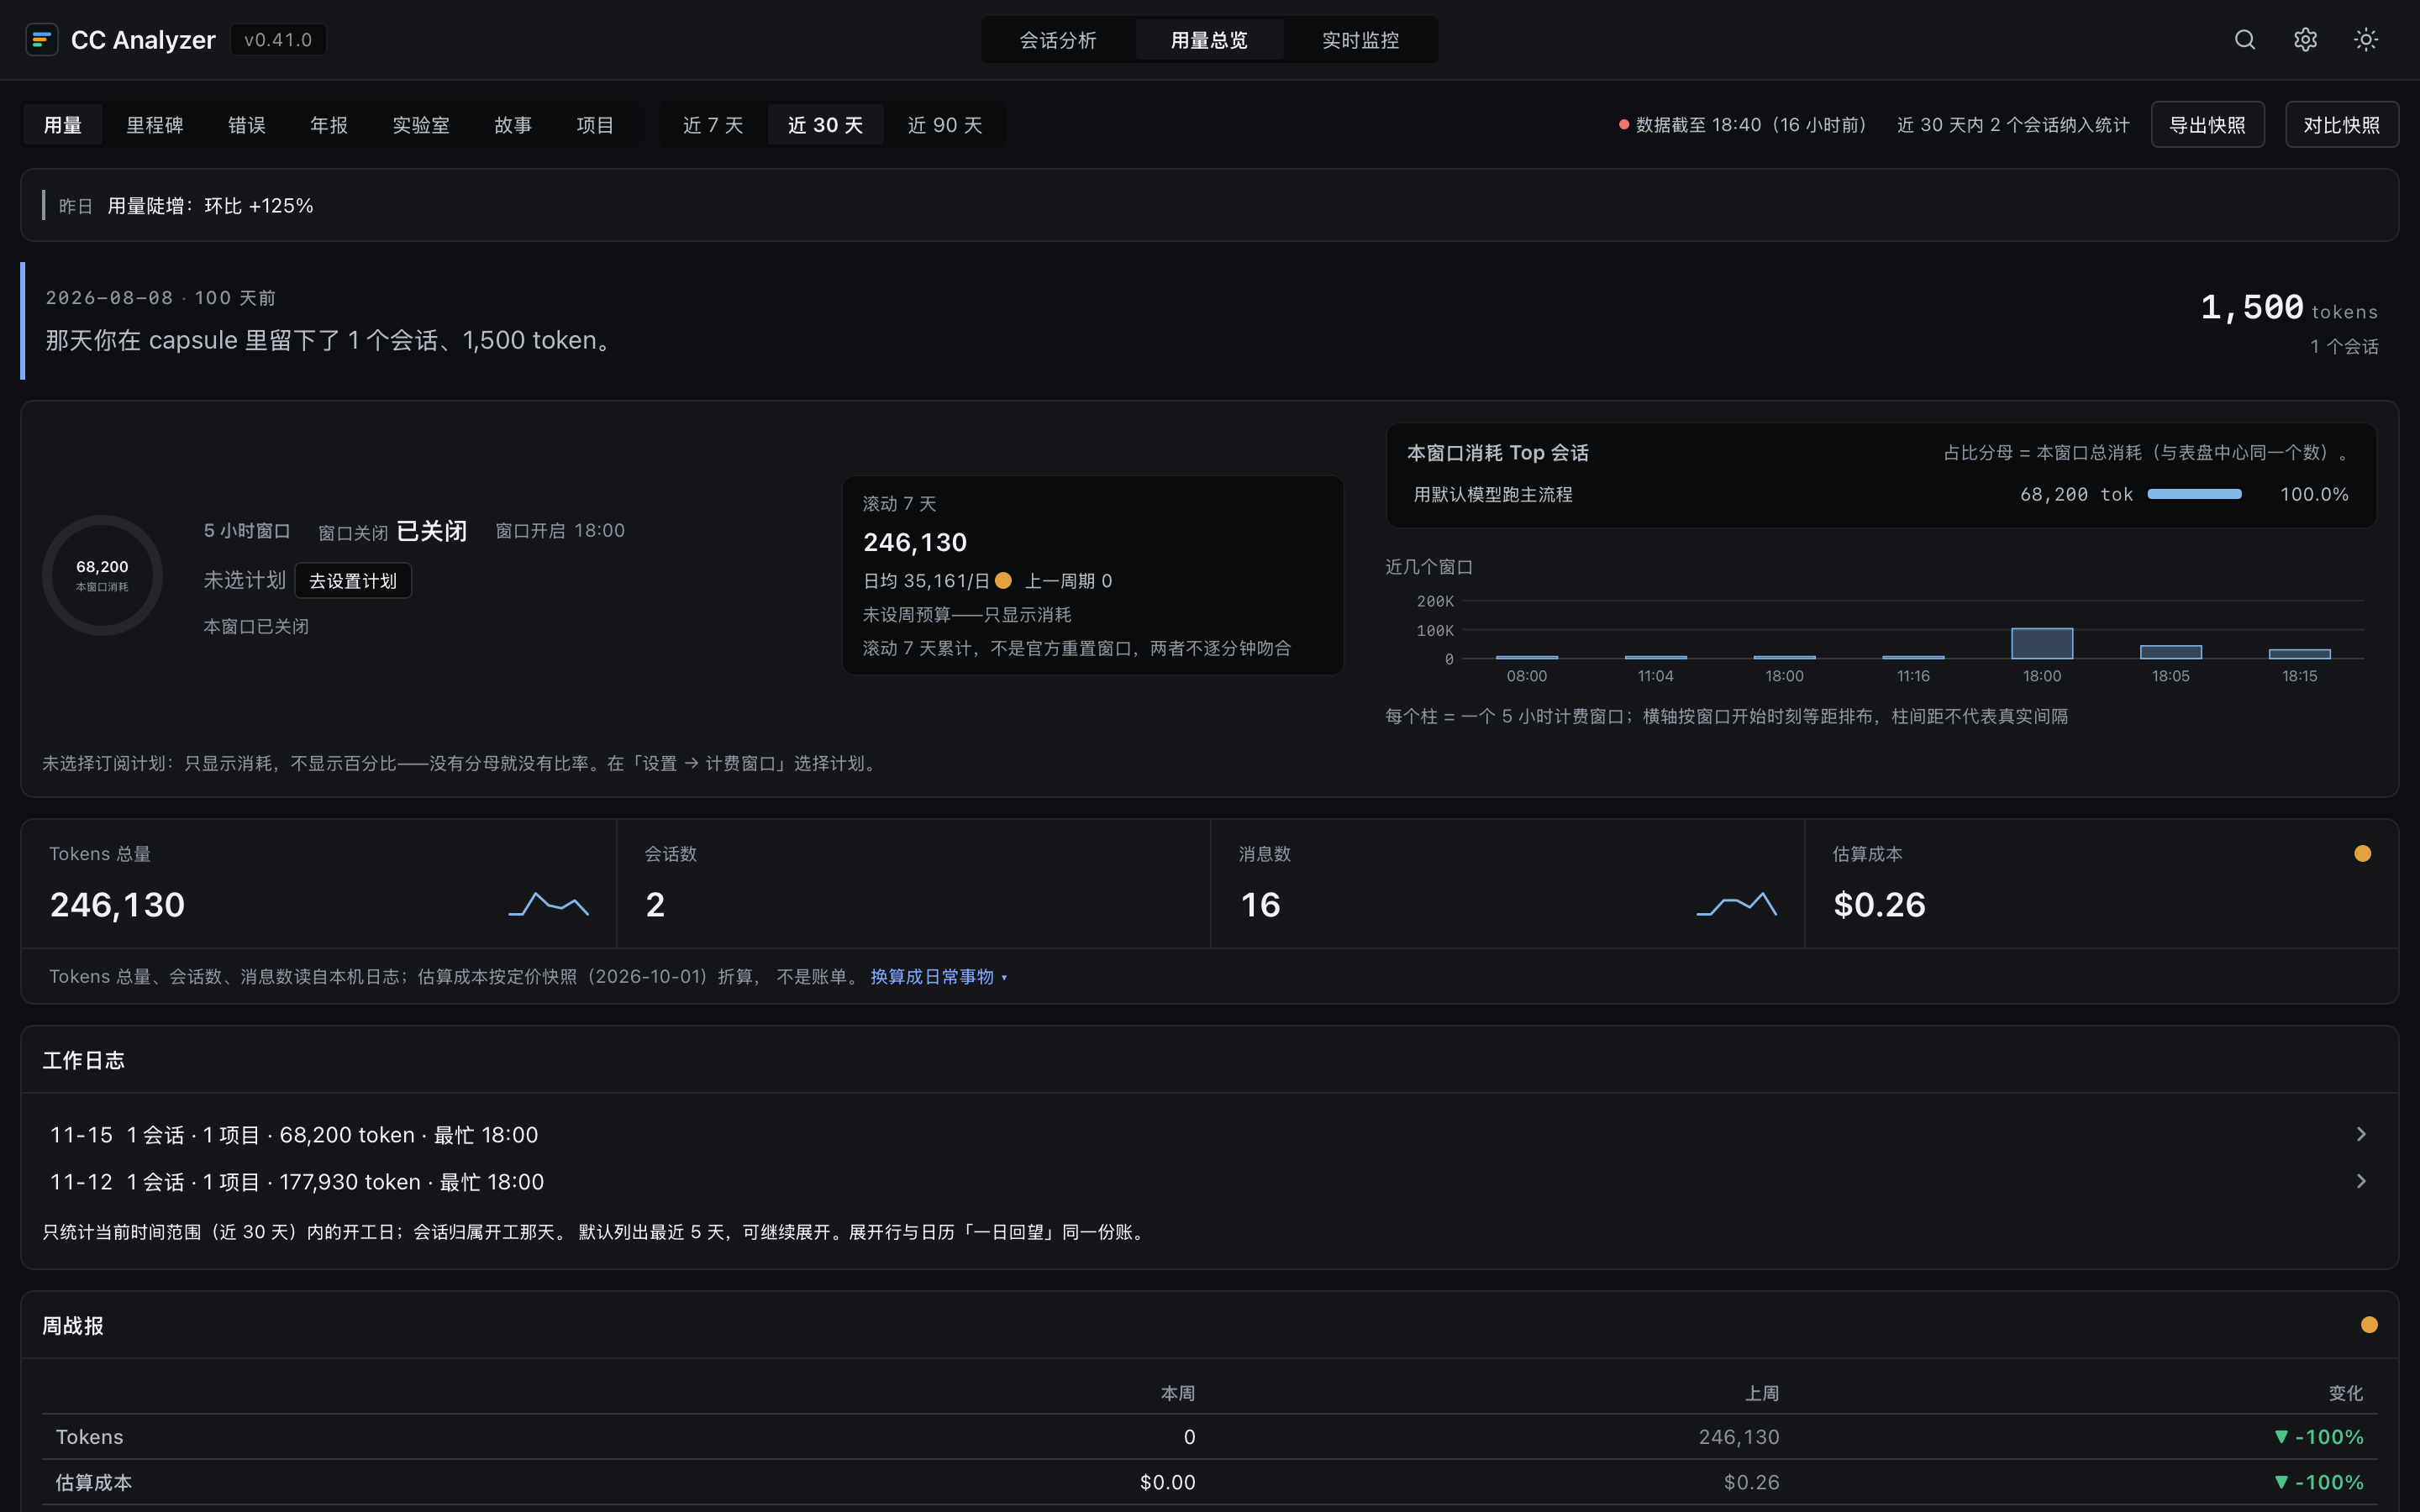 CC Analyzer v0.41.0
会话分析 用量总览 实时监控
用量 里程碑 错误 年报 实验室 故事 项目
近 7 天 近 30 天 近 90 天
数据截至 18:40（16 小时前） 近 30 天内 2 个会话纳入统计 导出快照 对比快照
昨日 用量陡增：环比 +125%
2026-08-08 · 100 天前
那天你在 capsule 里留下了 1 个会话、1,500 token。
1,500 tokens
1 个会话
68,200
本窗口消耗
5 小时窗口 窗口关闭 已关闭 窗口开启 18:00
未选计划 去设置计划
本窗口已关闭
滚动 7 天
246,130
日均 35,161/日 上一周期 0
未设周预算——只显示消耗
滚动 7 天累计，不是官方重置窗口，两者不逐分钟吻合
本窗口消耗 Top 会话 占比分母 = 本窗口总消耗（与表盘中心同一个数）。
用默认模型跑主流程 68,200 tok 100.0%
近几个窗口
200K
100K
0
08:00 11:04 18:00 11:16 18:00 18:05 18:15
每个柱 = 一个 5 小时计费窗口；横轴按窗口开始时刻等距排布，柱间距不代表真实间隔
未选择订阅计划：只显示消耗，不显示百分比——没有分母就没有比率。在「设置 → 计费窗口」选择计划。
Tokens 总量 会话数 消息数 估算成本
246,130 2 16 $0.26
Tokens 总量、会话数、消息数读自本机日志；估算成本按定价快照（2026-10-01）折算， 不是账单。 换算成日常事物 ▾
工作日志
11-15 1 会话 · 1 项目 · 68,200 token · 最忙 18:00
11-12 1 会话 · 1 项目 · 177,930 token · 最忙 18:00
只统计当前时间范围（近 30 天）内的开工日；会话归属开工那天。 默认列出最近 5 天，可继续展开。展开行与日历「一日回望」同一份账。
周战报
本周 上周 变化
Tokens 0 246,130 ▼ -100%
估算成本 $0.00 $0.26 ▼ -100%